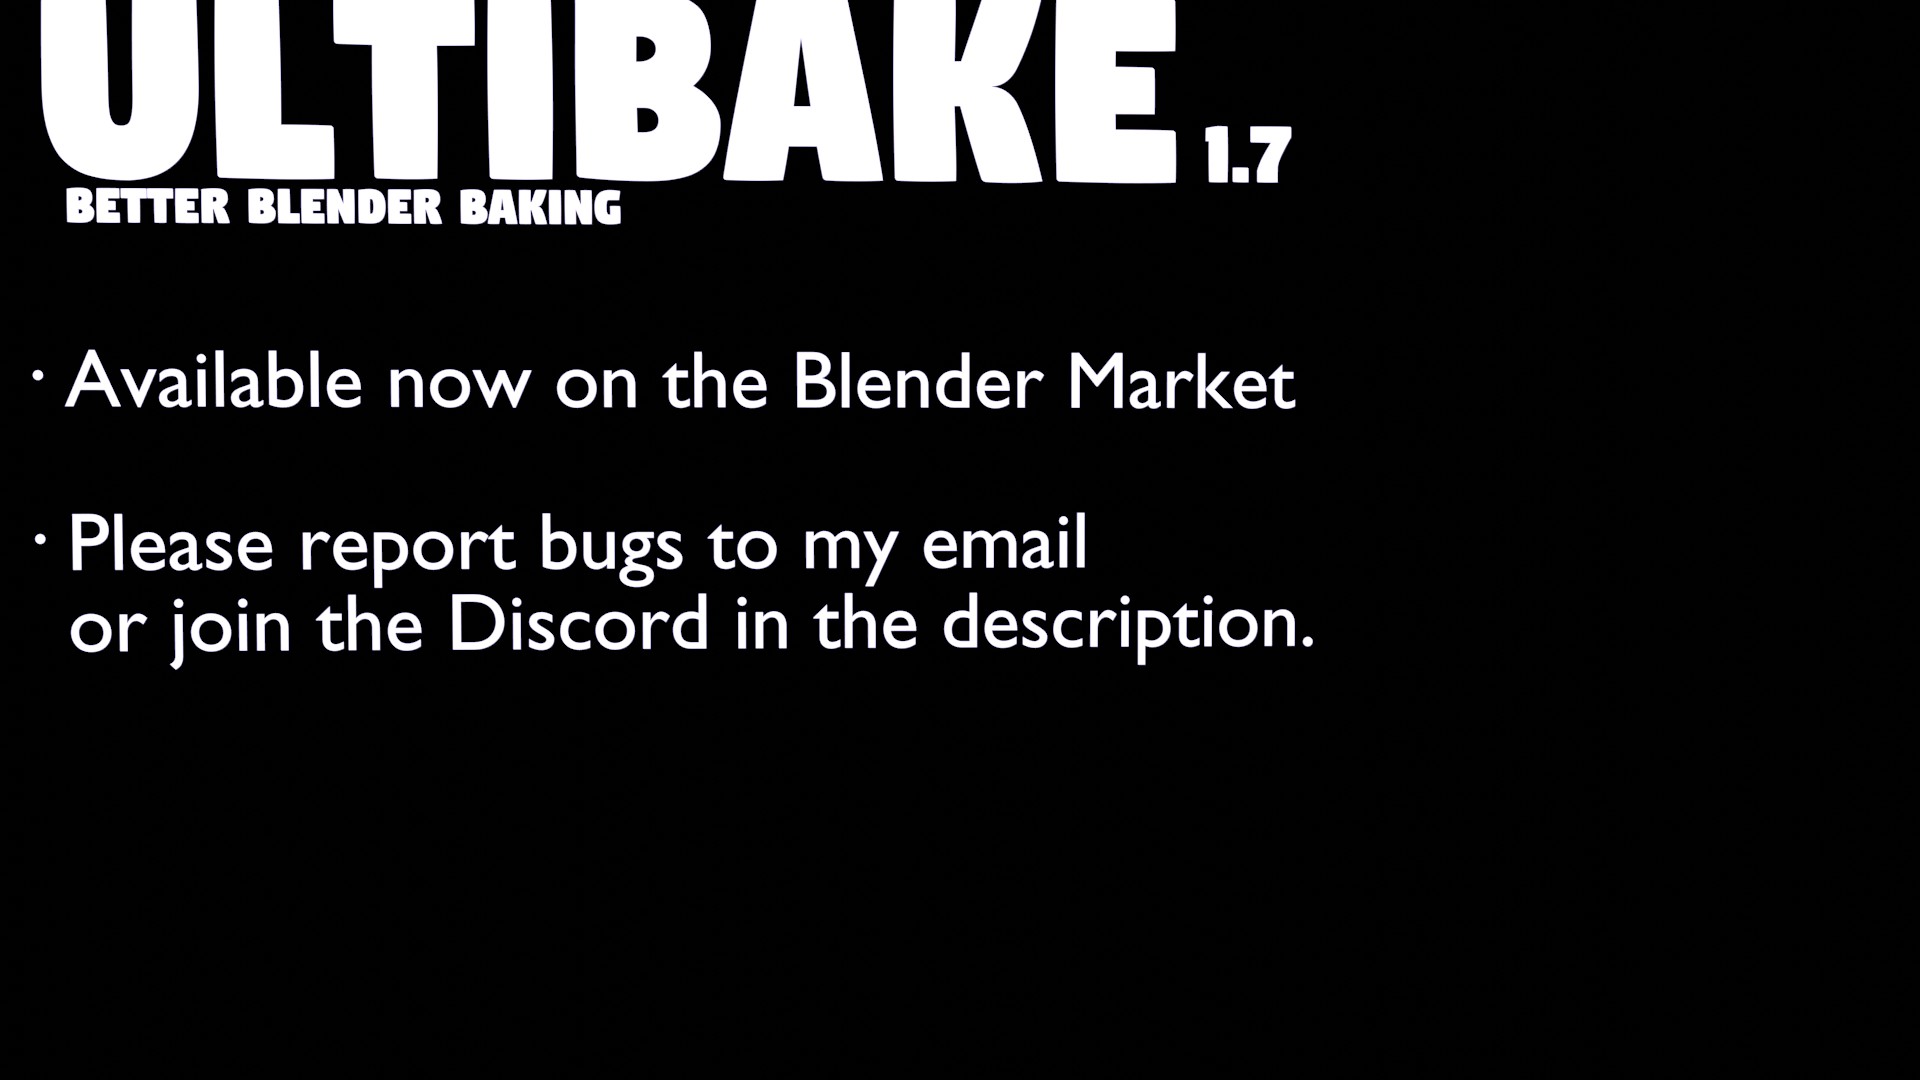 ULTIBAKE 1.7
BETTER BLENDER BAKING
· Available now on the Blender Market
· Please report bugs to my email
or join the Discord in the description.